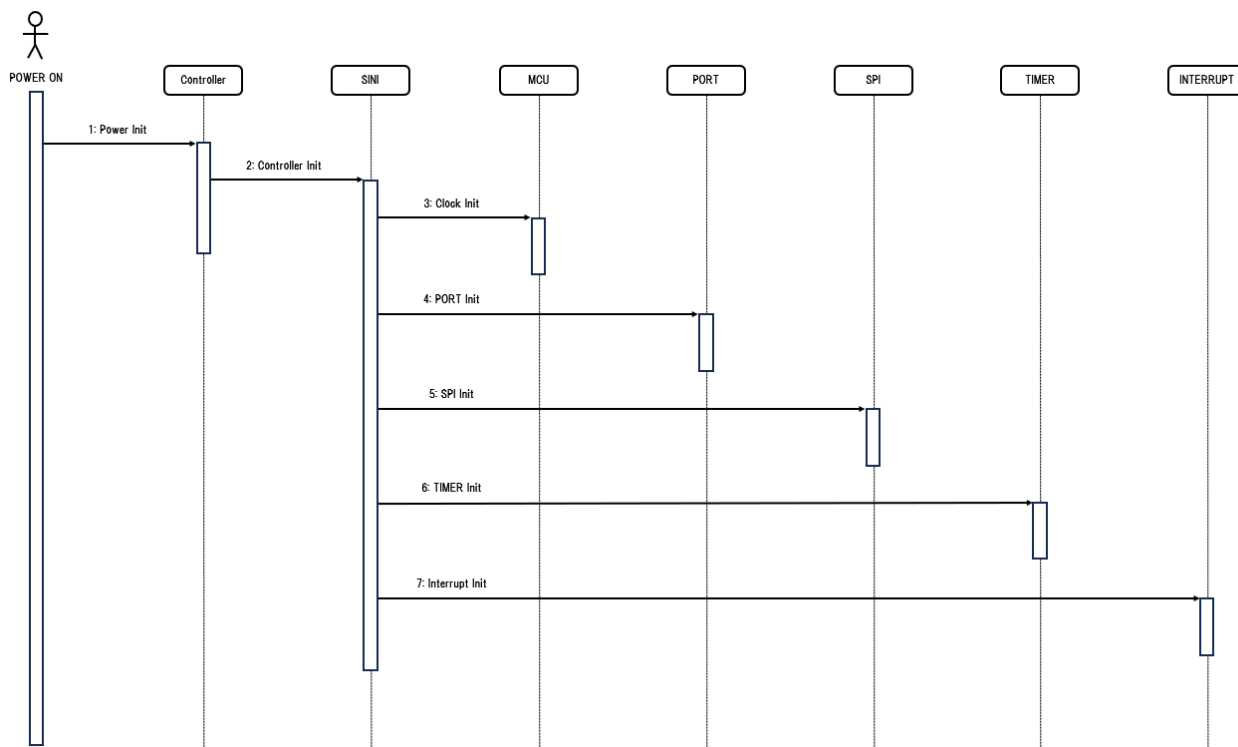 POWER ON
Controller
SINI
MCU
PORT
SPI
TIMER
INTERRUPT
1: Power Init
2: Controller Init
3: Clock Init
4: PORT Init
5: SPI Init
6: TIMER Init
7: Interrupt Init